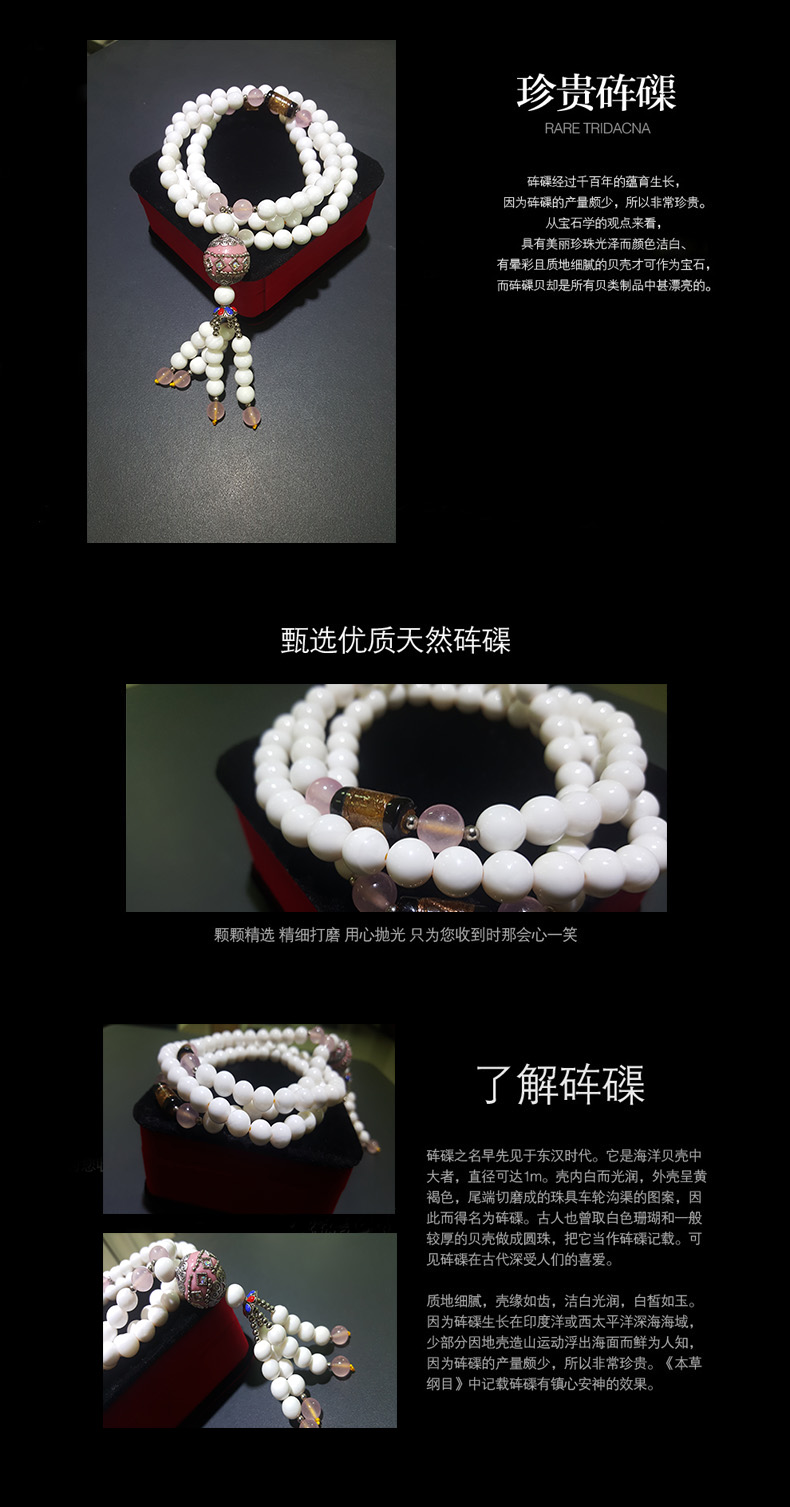 珍贵砗磲
RARE TRIDACNA
砗磲经过千百年的蕴育生长，
因为砗磲的产量颇少，所以非常珍贵。
从宝石学的观点来看，
具有美丽珍珠光泽而颜色洁白、
有晕彩且质地细腻的贝壳才可作为宝石，
而砗磲贝却是所有贝类制品中甚漂亮的。
甄选优质天然砗磲
颗颗精选 精细打磨 用心抛光 只为您收到时那会心一笑
了解砗磲
砗磲之名早先见于东汉时代。它是海洋贝壳中
大者，直径可达1m。壳内白而光润，外壳呈黄
褐色，尾端切磨成的珠具车轮沟渠的图案，因
此而得名为砗磲。古人也曾取白色珊瑚和一般
较厚的贝壳做成圆珠，把它当作砗磲记载。可
见砗磲在古代深受人们的喜爱。
质地细腻，壳缘如齿，洁白光润，白皙如玉。
因为砗磲生长在印度洋或西太平洋深海海域，
少部分因地壳造山运动浮出海面而鲜为人知，
因为砗磲的产量颇少，所以非常珍贵。《本草
纲目》中记载砗磲有镇心安神的效果。